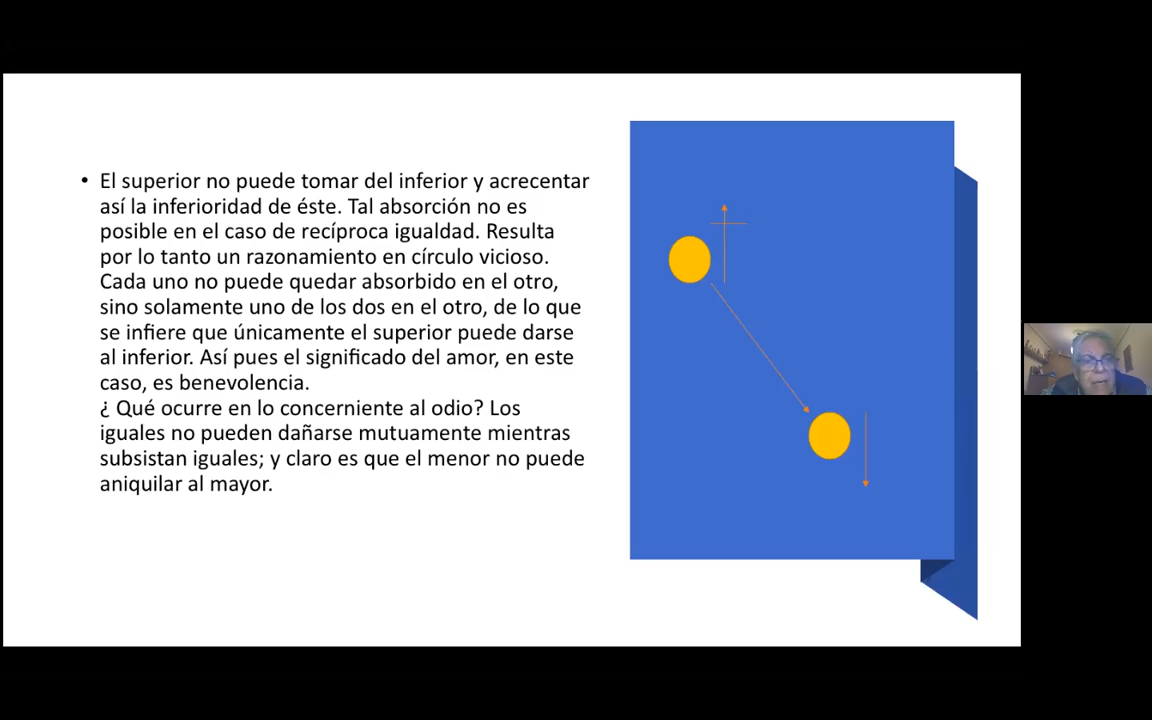 • El superior no puede tomar del inferior y acrecentar
así la inferioridad de éste. Tal absorción no es
posible en el caso de recíproca igualdad. Resulta
por lo tanto un razonamiento en círculo vicioso.
Cada uno no puede quedar absorbido en el otro,
sino solamente uno de los dos en el otro, de lo que
se infiere que únicamente el superior puede darse
al inferior. Así pues el significado del amor, en este
caso, es benevolencia.
¿ Qué ocurre en lo concerniente al odio? Los
iguales no pueden dañarse mutuamente mientras
subsistan iguales; y claro es que el menor no puede
aniquilar al mayor.